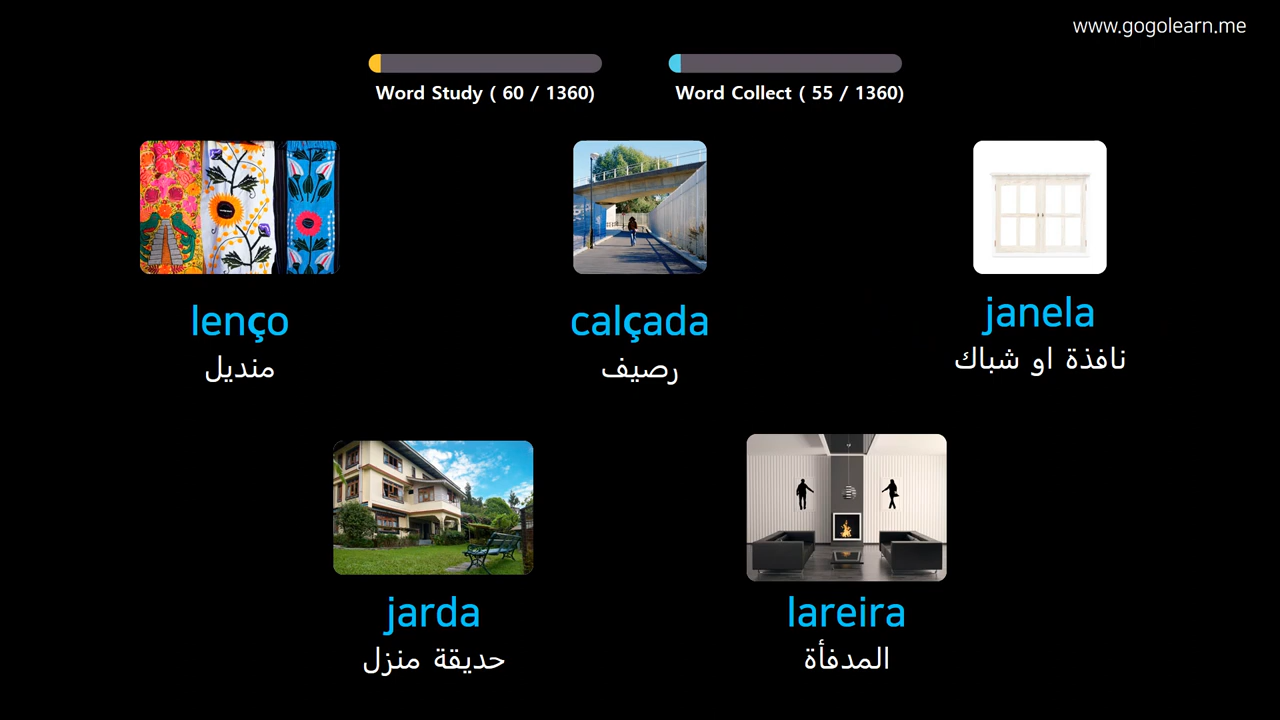 www.gogolearn.me
Word Study ( 60 / 1360)
Word Collect ( 55 / 1360)
lenço
منديل
calçada
رصيف
janela
نافذة او شباك
jarda
حديقة منزل
lareira
المدفأة